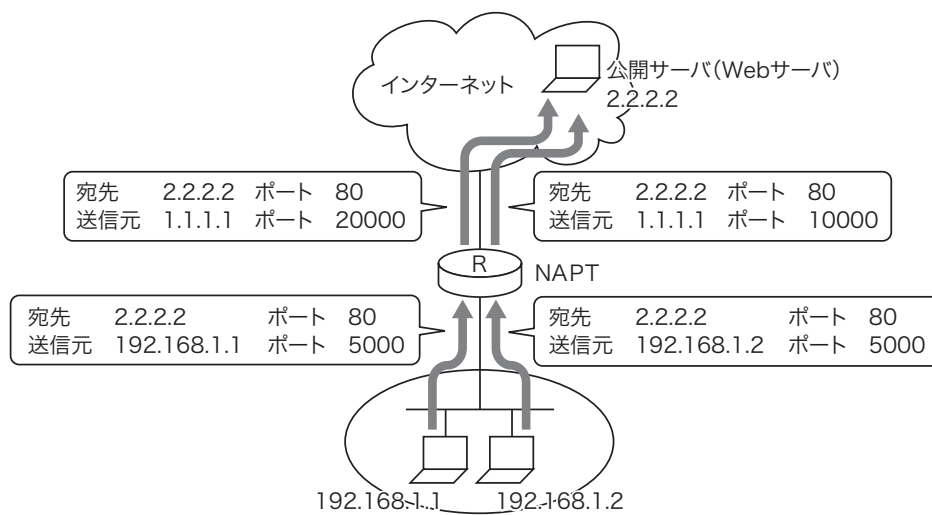 インターネット
公開サーバ(Webサーバ)
2.2.2.2
宛先 2.2.2.2 ポート 80
送信元 1.1.1.1 ポート 20000
宛先 2.2.2.2 ポート 80
送信元 1.1.1.1 ポート 10000
R
NAPT
宛先 2.2.2.2 ポート 80
送信元 192.168.1.1 ポート 5000
宛先 2.2.2.2 ポート 80
送信元 192.168.1.2 ポート 5000
192.168.1.1
192.168.1.2